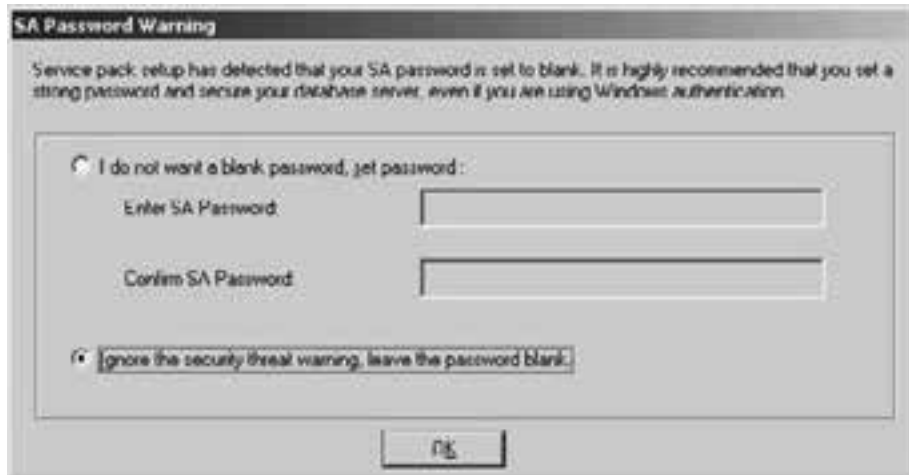 SA Password Warning
Service pack setup has detected that your SA password is set to blank. It is highly recommended that you set a
strong password and secure your database server, even if you are using Windows authentication.
I do not want a blank password, set password :
Enter SA Password:
Confirm SA Password:
Ignore the security threat warning, leave the password blank.
OK